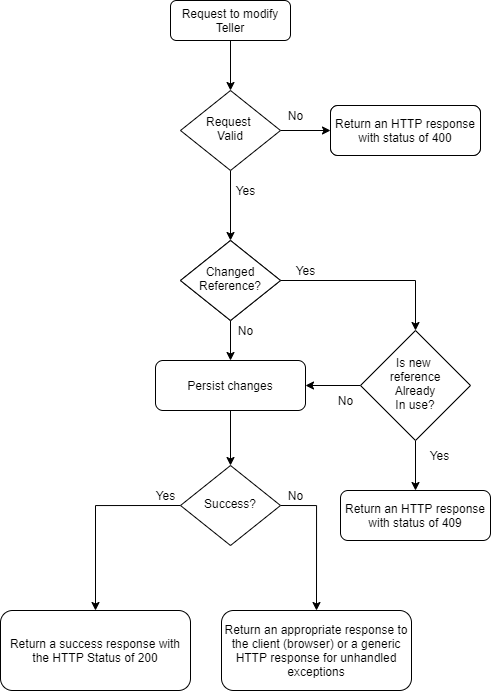 Request to modify
Teller
Request
Valid
No
Return an HTTP response
with status of 400
Yes
Changed
Reference?
Yes
No
Is new
reference
Already
In use?
Persist changes
No
Yes
Return an HTTP response
with status of 409
Success?
Yes
No
Return a success response with
the HTTP Status of 200
Return an appropriate response to
the client (browser) or a generic
HTTP response for unhandled
exceptions